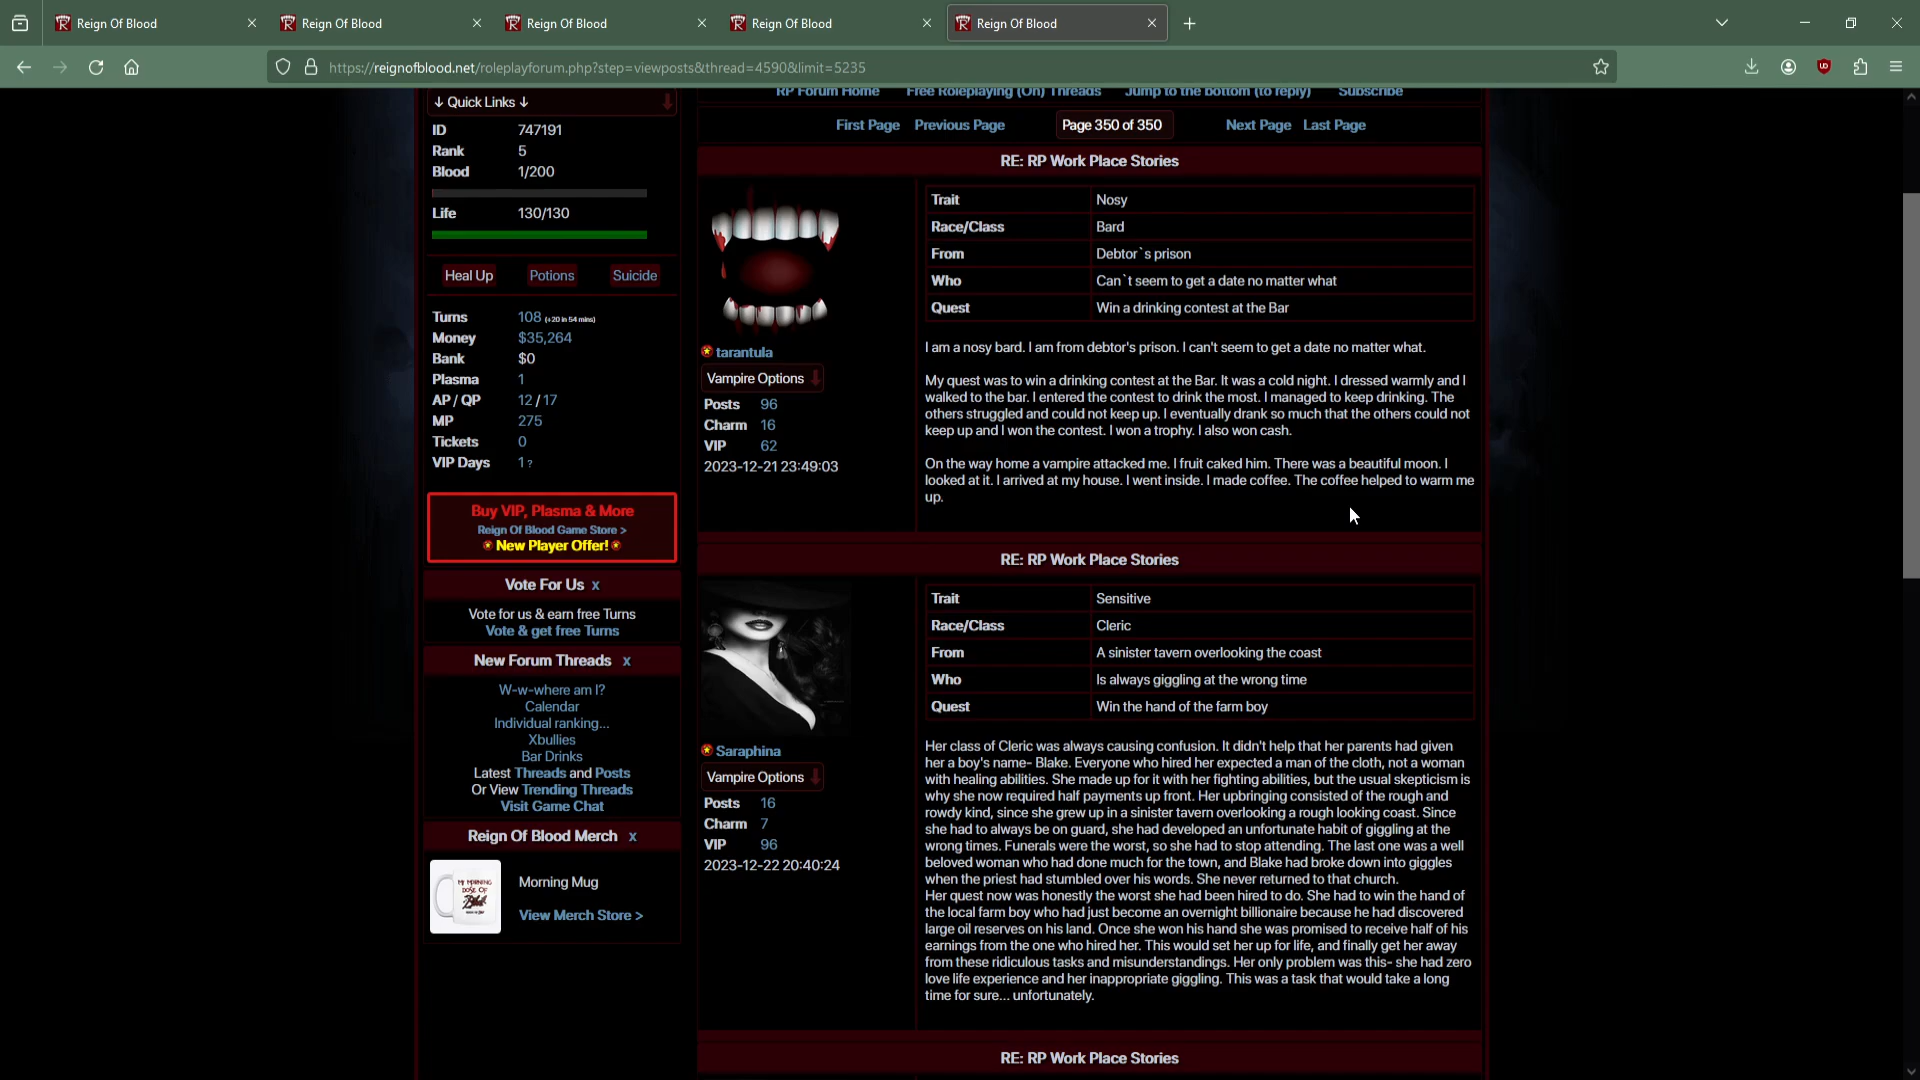 Reign Of Blood
Reign Of Blood
Reign Of Blood
Reign Of Blood
Reign Of Blood
https://reignofblood.net/roleplayforum.php?step=viewposts&thread=4590&limit=5235
↓ Quick Links ↓
ID 747191
Rank 5
Blood 1/200
Life 130/130
Heal Up Potions Suicide
Turns 108 (+20 in 54 mins)
Money $35,264
Bank $0
Plasma 1
AP / QP 12 / 17
MP 275
Tickets 0
VIP Days 1 ?
Buy VIP, Plasma & More
Reign Of Blood Game Store >
New Player Offer!
Vote For Us x
Vote for us & earn free Turns
Vote & get free Turns
New Forum Threads x
W-w-where am I?
Calendar
Individual ranking...
Xbullies
Bar Drinks
Latest Threads and Posts
Or View Trending Threads
Visit Game Chat
Reign Of Blood Merch x
MY MORNING
DOSE OF
Blood
Morning Mug
View Merch Store >
RP Forum Home Free Roleplaying (On) Threads Jump to the bottom (to reply) Subscribe
First Page Previous Page Page 350 of 350 Next Page Last Page
RE: RP Work Place Stories
tarantula
Vampire Options
Posts 96
Charm 16
VIP 62
2023-12-21 23:49:03
Trait Nosy
Race/Class Bard
From Debtor`s prison
Who Can`t seem to get a date no matter what
Quest Win a drinking contest at the Bar
I am a nosy bard. I am from debtor's prison. I can't seem to get a date no matter what.
My quest was to win a drinking contest at the Bar. It was a cold night. I dressed warmly and I
walked to the bar. I entered the contest to drink the most. I managed to keep drinking. The
others struggled and could not keep up. I eventually drank so much that the others could not
keep up and I won the contest. I won a trophy. I also won cash.
On the way home a vampire attacked me. I fruit caked him. There was a beautiful moon. I
looked at it. I arrived at my house. I went inside. I made coffee. The coffee helped to warm me
up.
RE: RP Work Place Stories
Saraphina
Vampire Options
Posts 16
Charm 7
VIP 96
2023-12-22 20:40:24
Trait Sensitive
Race/Class Cleric
From A sinister tavern overlooking the coast
Who Is always giggling at the wrong time
Quest Win the hand of the farm boy
Her class of Cleric was always causing confusion. It didn't help that her parents had given
her a boy's name- Blake. Everyone who hired her expected a man of the cloth, not a woman
with healing abilities. She made up for it with her fighting abilities, but the usual skepticism is
why she now required half payments up front. Her upbringing consisted of the rough and
rowdy kind, since she grew up in a sinister tavern overlooking a rough looking coast. Since
she had to always be on guard, she had developed an unfortunate habit of giggling at the
wrong times. Funerals were the worst, so she had to stop attending. The last one was a well
beloved woman who had done much for the town, and Blake had broke down into giggles
when the priest had stumbled over his words. She never returned to that church.
Her quest now was honestly the worst she had been hired to do. She had to win the hand of
the local farm boy who had just become an overnight billionaire because he had discovered
large oil reserves on his land. Once she won his hand she was promised to receive half of his
earnings from the one who hired her. This would set her up for life, and finally get her away
from these ridiculous tasks and misunderstandings. Her only problem was this- she had zero
love life experience and her inappropriate giggling. This was a task that would take a long
time for sure... unfortunately.
RE: RP Work Place Stories